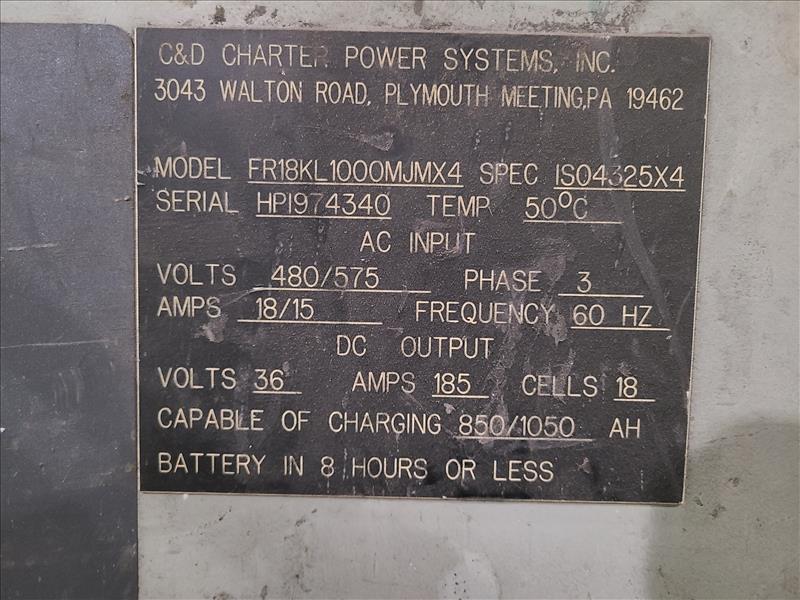 C&D CHARTER POWER SYSTEMS, INC.
3043 WALTON ROAD, PLYMOUTH MEETING,PA 19462
MODEL FR18KL1000MJMX4 SPEC ISO4325X4
SERIAL HPI974340 TEMP 50°C
AC INPUT
VOLTS 480/575 PHASE 3
AMPS 18/15 FREQUENCY 60 HZ
DC OUTPUT
VOLTS 36 AMPS 185 CELLS 18
CAPABLE OF CHARGING 850/1050 AH
BATTERY IN 8 HOURS OR LESS